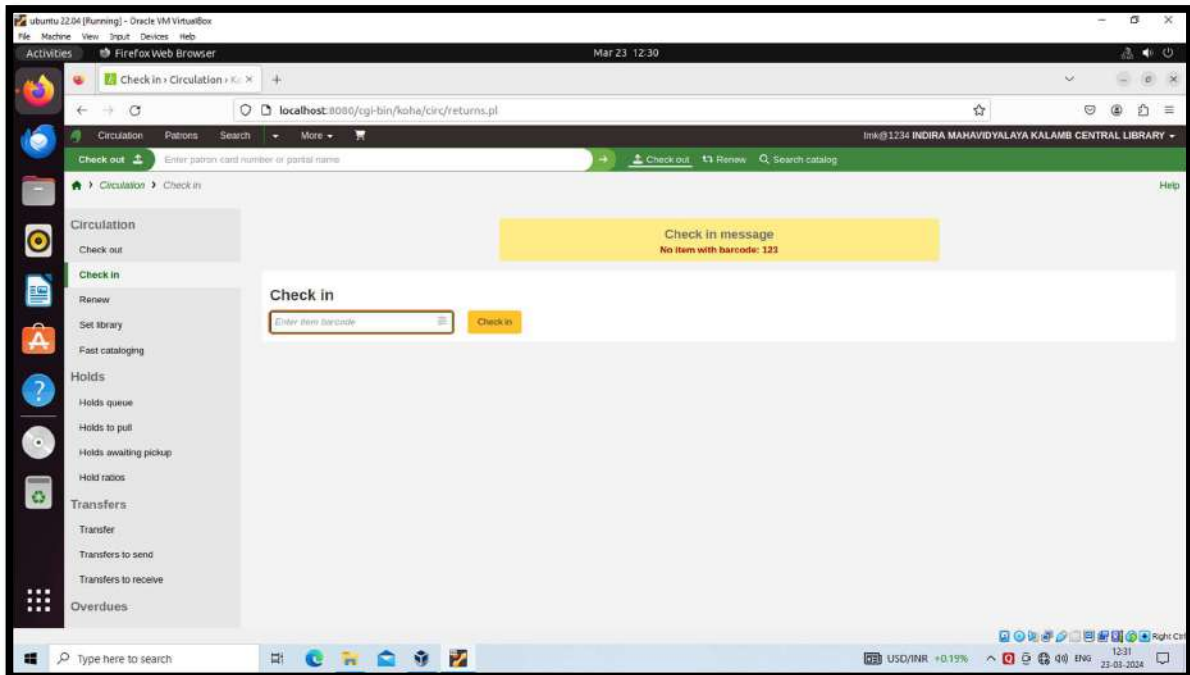 ubuntu 22.04 [Running] - Oracle VM VirtualBox
File Machine View Input Devices Help
Activities Firefox Web Browser Mar 23 12:30
Check in › Circulation › Ko ×
localhost:8080/cgi-bin/koha/circ/returns.pl
Circulation Patrons Search More lmk@1234 INDIRA MAHAVIDYALAYA KALAMB CENTRAL LIBRARY
Check out Enter patron card number or partial name Check out Renew Search catalog
Circulation Check in Help
Circulation
Check out
Check in
Renew
Set library
Fast cataloging
Holds
Holds queue
Holds to pull
Holds awaiting pickup
Hold ratios
Transfers
Transfer
Transfers to send
Transfers to receive
Overdues
Check in message
No item with barcode: 123
Check in
Enter item barcode Check in
Right Ctrl
Type here to search USD/INR +0.19% ENG 12:31
23-03-2024